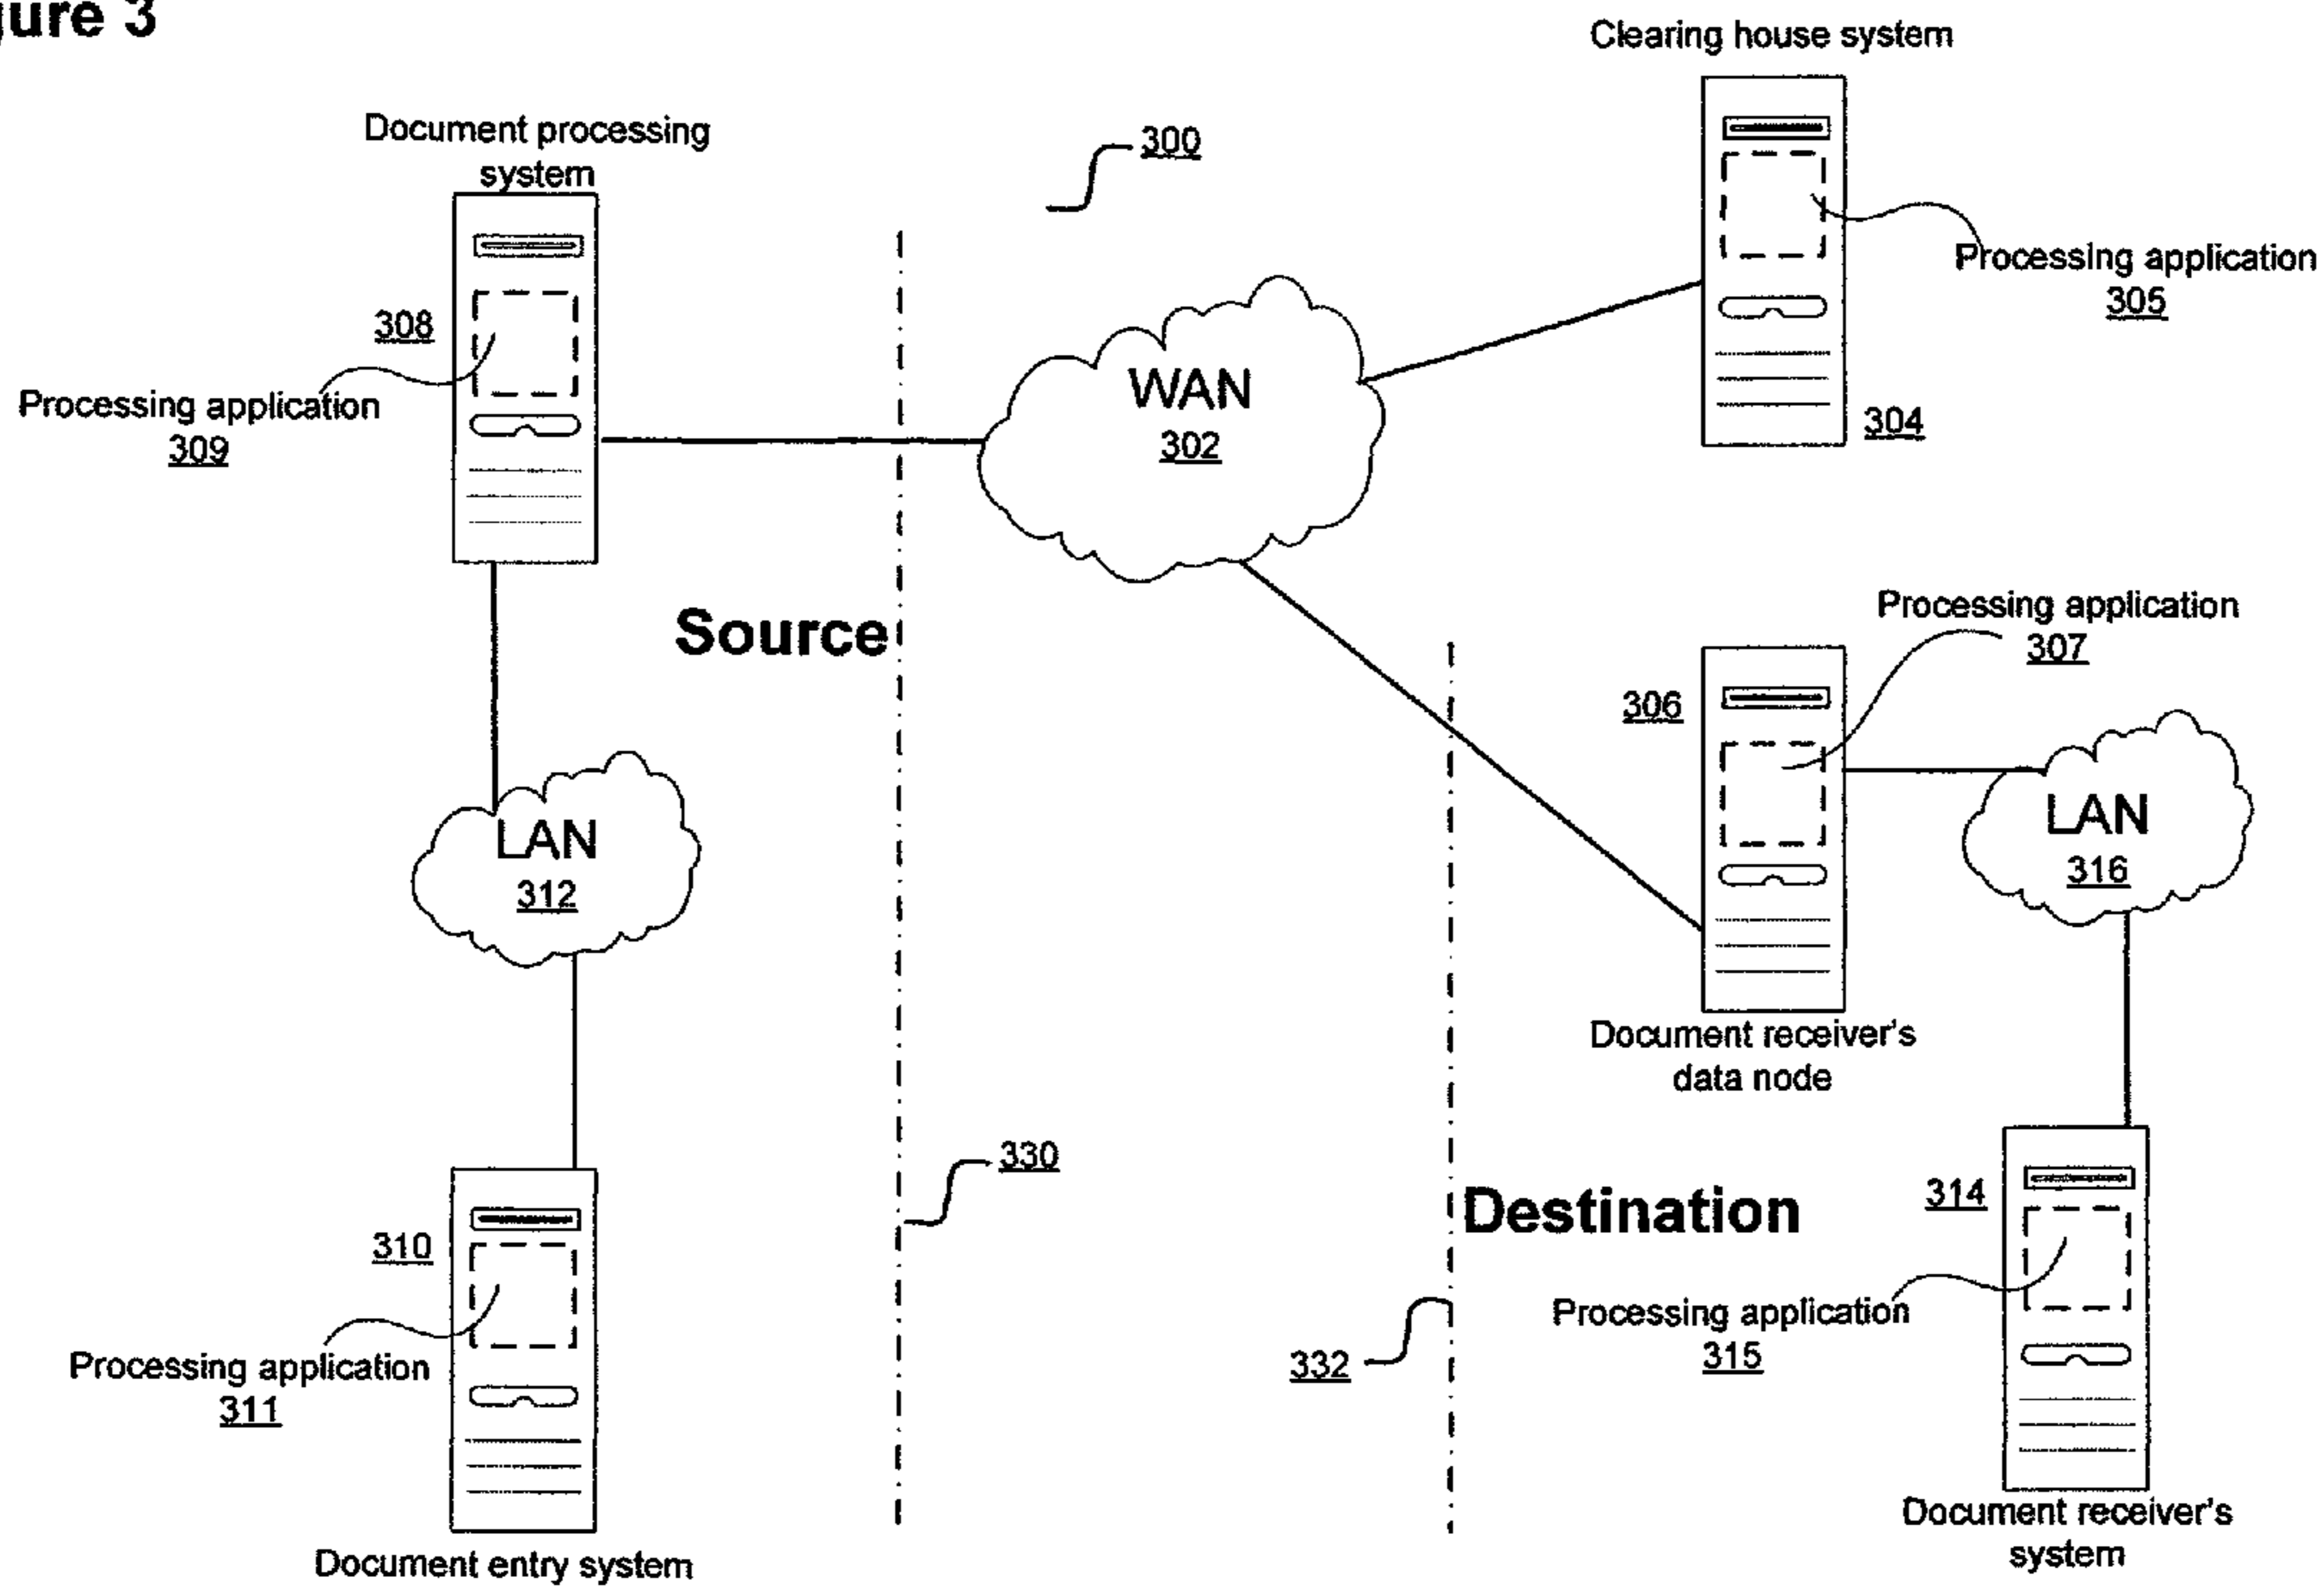 ure 3
Clearing house system
Document processing
system
300
Processing application
305
308
Processing application
309
WAN
302
304
Source
Processing application
307
306
LAN
312
LAN
316
Document receiver's
data node
330
310
Destination
314
Processing application
311
332
Processing application
315
Document entry system
Document receiver's
system